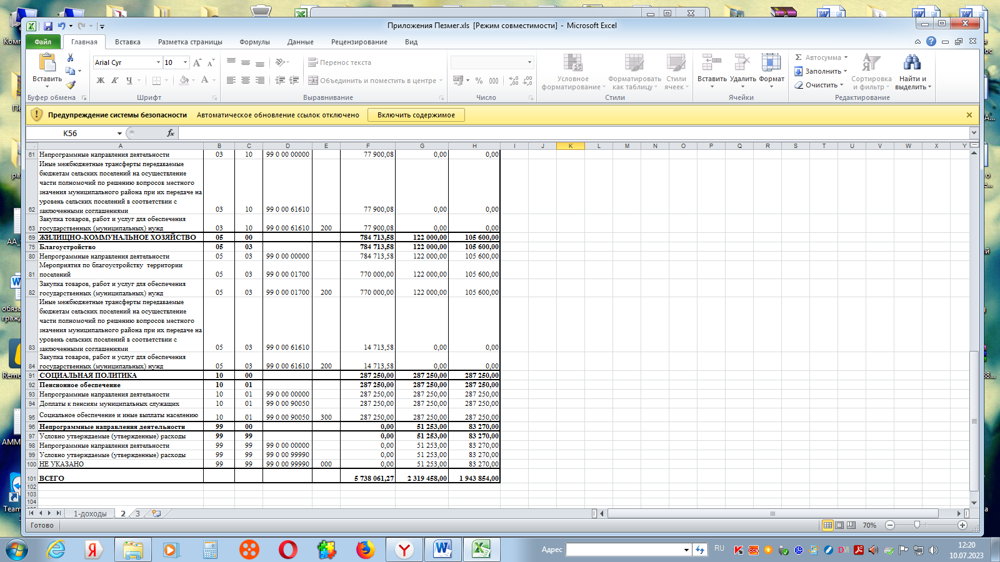 Приложения Пезмег.xls [Режим совместимости] - Microsoft Excel
Файл Главная Вставка Разметка страницы Формулы Данные Рецензирование Вид
Вставить
Буфер обмена
Arial Cyr 10
Ж К Ч
Шрифт
Перенос текста
Объединить и поместить в центре
Выравнивание
% 000
Число
Условное форматирование
Форматировать как таблицу
Стили ячеек
Стили
Вставить Удалить Формат
Ячейки
Σ Автосумма
Заполнить
Очистить
Сортировка и фильтр
Найти и выделить
Редактирование
Предупреждение системы безопасности Автоматическое обновление ссылок отключено Включить содержимое
K56 fx
A B C D E F G H I J K L M N O P Q R S T U V W X Y
61 Непрограммные направления деятельности 03 10 99 0 00 00000 77 900,08 0,00 0,00
Иные межбюджетные трансферты передаваемые
бюджетам сельских поселений на осуществление
части полномочий по решению вопросов местного
значения муниципального района при их передаче на
уровень сельских поселений в соответствии с
62 заключенными соглашениями 03 10 99 0 00 61610 77 900,08 0,00 0,00
Закупка товаров, работ и услуг для обеспечения
63 государственных (муниципальных) нужд 03 10 99 0 00 61610 200 77 900,08 0,00 0,00
69 ЖИЛИЩНО-КОММУНАЛЬНОЕ ХОЗЯЙСТВО 05 00 784 713,58 122 000,00 105 600,00
75 Благоустройство 05 03 784 713,58 122 000,00 105 600,00
80 Непрограммные направления деятельности 05 03 99 0 00 00000 784 713,58 122 000,00 105 600,00
Мероприятия по благоустройству территории
81 поселений 05 03 99 0 00 01700 770 000,00 122 000,00 105 600,00
Закупка товаров, работ и услуг для обеспечения
82 государственных (муниципальных) нужд 05 03 99 0 00 01700 200 770 000,00 122 000,00 105 600,00
Иные межбюджетные трансферты передаваемые
бюджетам сельских поселений на осуществление
части полномочий по решению вопросов местного
значения муниципального района при их передаче на
уровень сельских поселений в соответствии с
83 заключенными соглашениями 05 03 99 0 00 61610 14 713,58 0,00 0,00
Закупка товаров, работ и услуг для обеспечения
84 государственных (муниципальных) нужд 05 03 99 0 00 61610 200 14 713,58 0,00 0,00
91 СОЦИАЛЬНАЯ ПОЛИТИКА 10 00 287 250,00 287 250,00 287 250,00
92 Пенсионное обеспечение 10 01 287 250,00 287 250,00 287 250,00
93 Непрограммные направления деятельности 10 01 99 0 00 00000 287 250,00 287 250,00 287 250,00
94 Доплаты к пенсиям муниципальных служащих 10 01 99 0 00 90050 287 250,00 287 250,00 287 250,00
95 Социальное обеспечение и иные выплаты населению 10 01 99 0 00 90050 300 287 250,00 287 250,00 287 250,00
96 Непрограммные направления деятельности 99 00 0,00 51 253,00 83 270,00
97 Условно утверждаемые (утвержденные) расходы 99 99 0,00 51 253,00 83 270,00
98 Непрограммные направления деятельности 99 99 99 0 00 00000 0,00 51 253,00 83 270,00
99 Условно утверждаемые (утвержденные) расходы 99 99 99 0 00 99990 0,00 51 253,00 83 270,00
100 НЕ УКАЗАНО 99 99 99 0 00 99990 000 0,00 51 253,00 83 270,00
101 ВСЕГО 5 738 061,27 2 319 458,00 1 943 854,00
102
103
104
1-доходы 2 3
Готово 70%
Адрес RU 12:20
10.07.2023